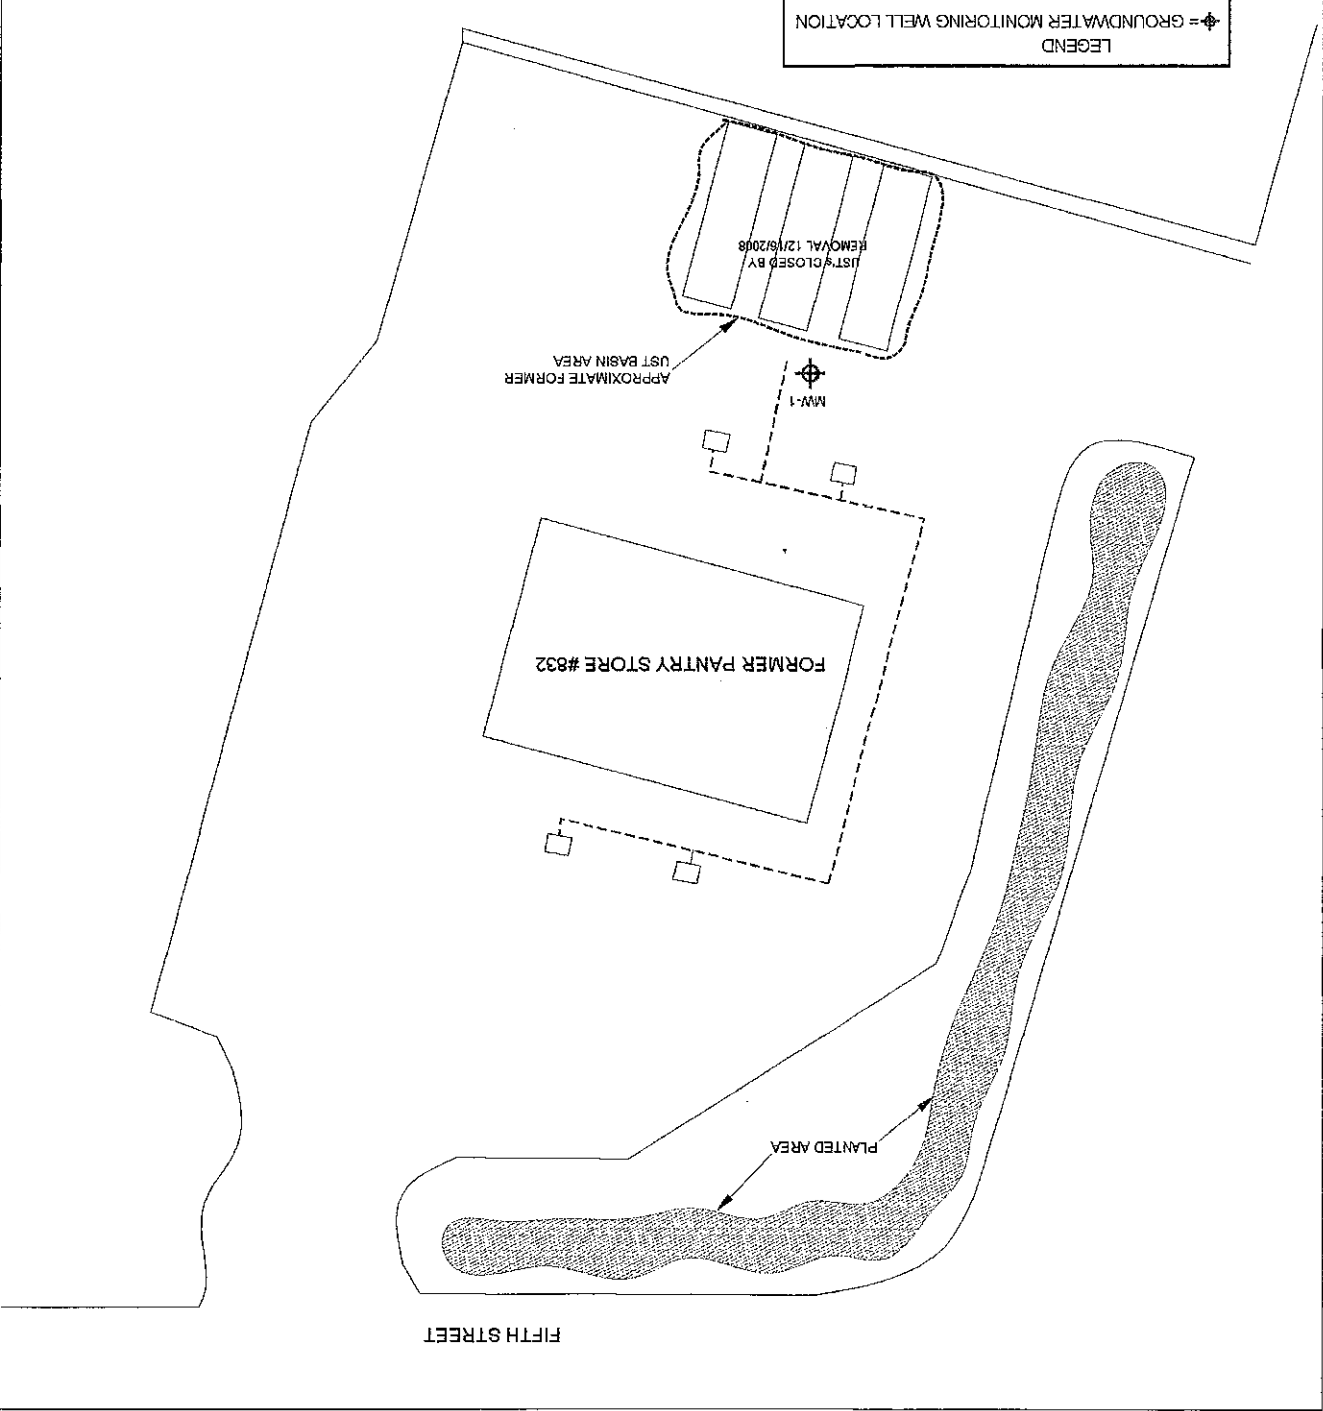 FIFTH STREET
PLANTED AREA
FORMER PANTRY STORE #832
MW-1
APPROXIMATE FORMER
UST BASIN AREA
UST's CLOSED BY
REMOVAL 12/16/2008
LEGEND
= GROUNDWATER MONITORING WELL LOCATION